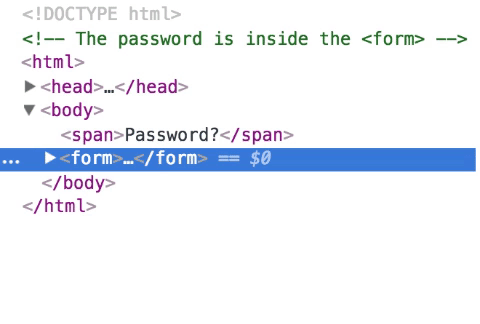 <!DOCTYPE html>
<!-- The password is inside the <form> -->
<html>
▶<head>…</head>
▼<body>
<span>Password?</span>
... ▶<form>…</form> == $0
</body>
</html>